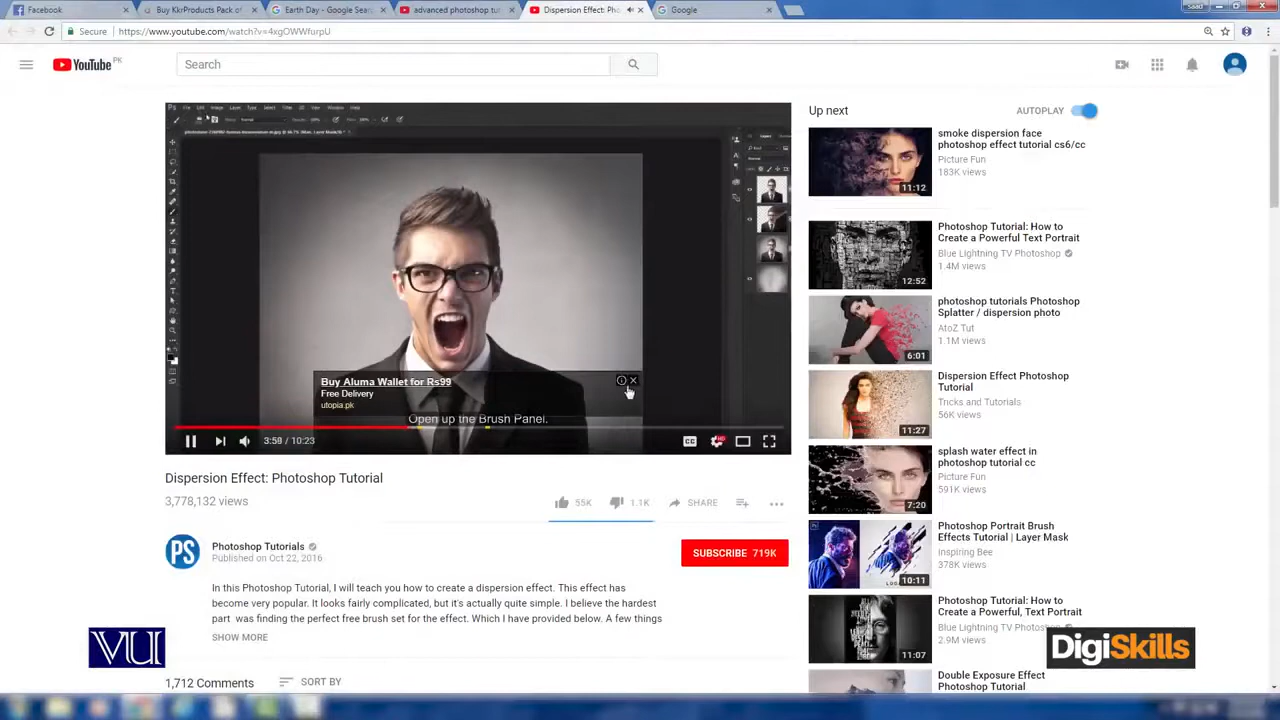 Facebook
Buy KkrProducts Pack of
Earth Day - Google Sear
advanced photoshop tut
Dispersion Effect: Phot
Google
Saad
Secure
https://www.youtube.com/watch?v=4xgOWWfurpU
YouTube PK
Search
Up next
AUTOPLAY
smoke dispersion face
photoshop effect tutorial cs6/cc
Picture Fun
183K views
11:12
Photoshop Tutorial: How to
Create a Powerful Text Portrait
Blue Lightning TV Photoshop
1.4M views
12:52
photoshop tutorials Photoshop
Splatter / dispersion photo
AtoZ Tut
1.1M views
6:01
Dispersion Effect Photoshop
Tutorial
Tricks and Tutorials
56K views
11:27
splash water effect in
photoshop tutorial cc
Picture Fun
591K views
7:20
Photoshop Portrait Brush
Effects Tutorial | Layer Mask
Inspiring Bee
378K views
10:11
Photoshop Tutorial: How to
Create a Powerful, Text Portrait
Blue Lightning TV Photosh
2.9M views
11:07
Double Exposure Effect
Photoshop Tutorial
Buy Aluma Wallet for Rs99
Free Delivery
utopia.pk
Open up the Brush Panel.
3:58 / 10:23
CC
HD
Dispersion Effect: Photoshop Tutorial
3,778,132 views
55K
1.1K
SHARE
PS
Photoshop Tutorials
Published on Oct 22, 2016
SUBSCRIBE 719K
In this Photoshop Tutorial, I will teach you how to create a dispersion effect. This effect has
become very popular. It looks fairly complicated, but it's actually quite simple. I believe the hardest
part was finding the perfect free brush set for the effect. Which I have provided below. A few things
SHOW MORE
1,712 Comments
SORT BY
VU
DigiSkills